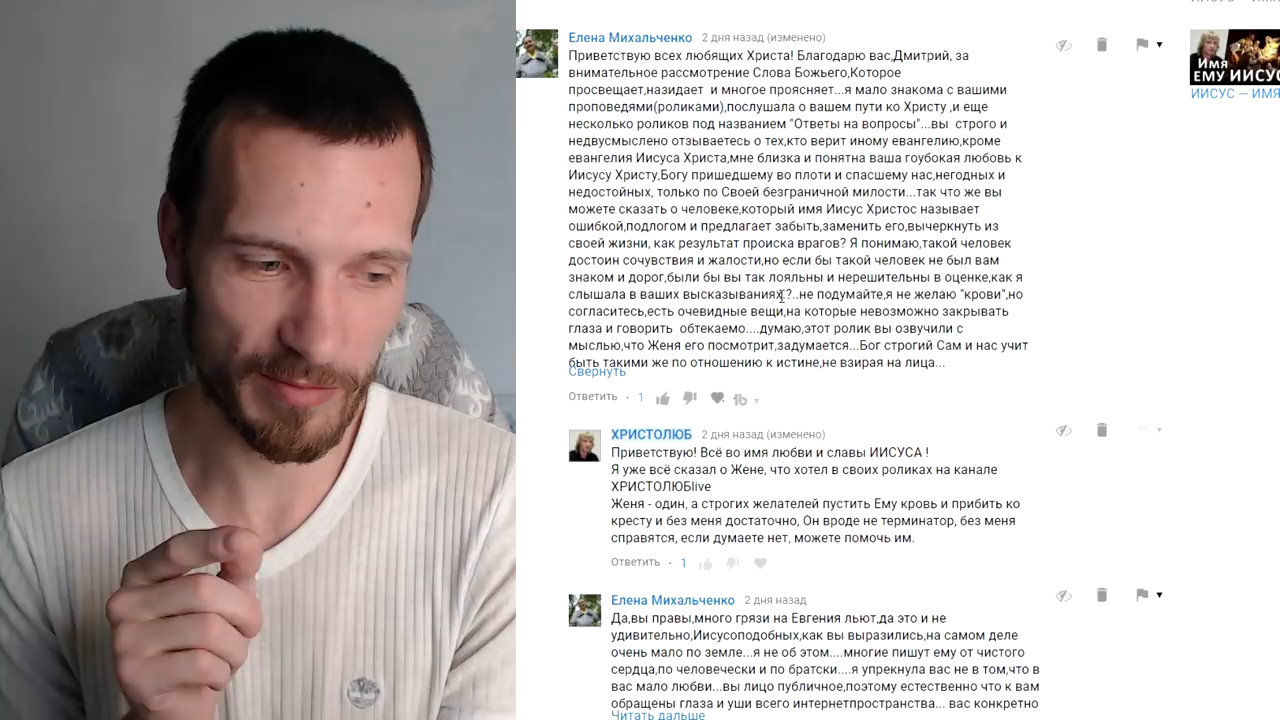 Елена Михальченко 2 дня назад (изменено)
Приветствую всех любящих Христа! Благодарю вас,Дмитрий, за
внимательное рассмотрение Слова Божьего,Которое
просвещает,назидает и многое проясняет...я мало знакома с вашими
проповедями(роликами),послушала о вашем пути ко Христу ,и еще
несколько роликов под названием "Ответы на вопросы"...вы строго и
недвусмыслено отзываетесь о тех,кто верит иному евангелию,кроме
евангелия Иисуса Христа,мне близка и понятна ваша гоубокая любовь к
Иисусу Христу,Богу пришедшему во плоти и спасшему нас,негодных и
недостойных, только по Своей безграничной милости...так что же вы
можете сказать о человеке,который имя Иисус Христос называет
ошибкой,подлогом и предлагает забыть,заменить его,вычеркнуть из
своей жизни, как результат происка врагов? Я понимаю,такой человек
достоин сочувствия и жалости,но если бы такой человек не был вам
знаком и дорог,были бы вы так лояльны и нерешительны в оценке,как я
слышала в ваших высказываниях?..не подумайте,я не желаю "крови",но
согласитесь,есть очевидные вещи,на которые невозможно закрывать
глаза и говорить обтекаемо....думаю,этот ролик вы озвучили с
мыслью,что Женя его посмотрит,задумается...Бог строгий Сам и нас учит
быть такими же по отношению к истине,не взирая на лица...
Свернуть
Ответить · 1
ХРИСТОЛЮБ 2 дня назад (изменено)
Приветствую! Всё во имя любви и славы ИИСУСА !
Я уже всё сказал о Жене, что хотел в своих роликах на канале
ХРИСТОЛЮБlive
Женя - один, а строгих желателей пустить Ему кровь и прибить ко
кресту и без меня достаточно, Он вроде не терминатор, без меня
справятся, если думаете нет, можете помочь им.
Ответить · 1
Елена Михальченко 2 дня назад
Да,вы правы,много грязи на Евгения льют,да это и не
удивительно,Иисусоподобных,как вы выразились,на самом деле
очень мало по земле...я не об этом....многие пишут ему от чистого
сердца,по человечески и по братски....я упрекнула вас не в том,что в
вас мало любви...вы лицо публичное,поэтому естественно что к вам
обращены глаза и уши всего интернетпространства... вас конкретно
Читать дальше
Имя
ЕМУ ИИСУС
ИИСУС — ИМЯ